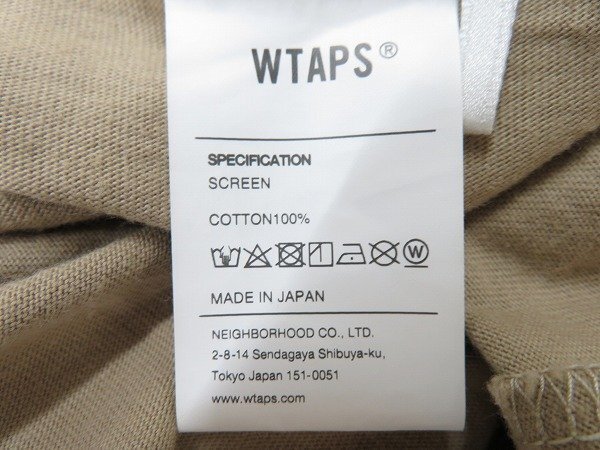 WTAPS®
SPECIFICATION
SCREEN
COTTON100%
W
MADE IN JAPAN
NEIGHBORHOOD CO., LTD.
2-8-14 Sendagaya Shibuya-ku,
Tokyo Japan 151-0051
www.wtaps.com